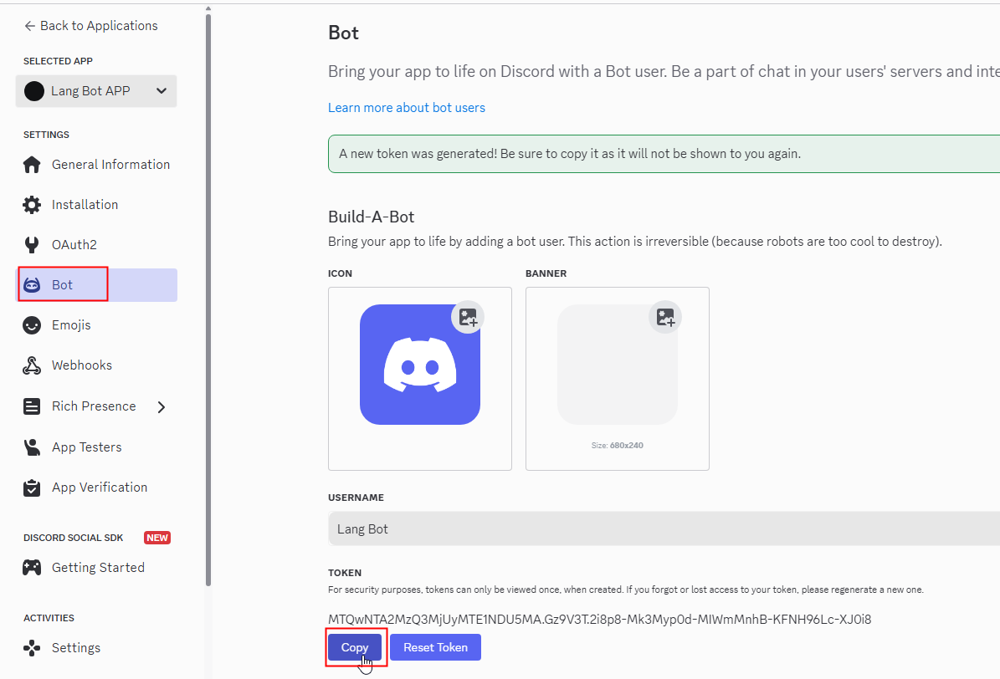 Back to Applications
SELECTED APP
Lang Bot APP
SETTINGS
General Information
Installation
OAuth2
Bot
Emojis
Webhooks
Rich Presence
App Testers
App Verification
DISCORD SOCIAL SDK NEW
Getting Started
ACTIVITIES
Settings
Bot
Bring your app to life on Discord with a Bot user. Be a part of chat in your users' servers and inte
Learn more about bot users
A new token was generated! Be sure to copy it as it will not be shown to you again.
Build-A-Bot
Bring your app to life by adding a bot user. This action is irreversible (because robots are too cool to destroy).
ICON
BANNER
Size: 680x240
USERNAME
Lang Bot
TOKEN
For security purposes, tokens can only be viewed once, when created. If you forgot or lost access to your token, please regenerate a new one.
MTQwNTA2MzQ3MjUyMTE1NDU5MA.Gz9V3T.2i8p8-Mk3Myp0d-MIWmMnhB-KFNH96Lc-XJ0i8
Copy
Reset Token